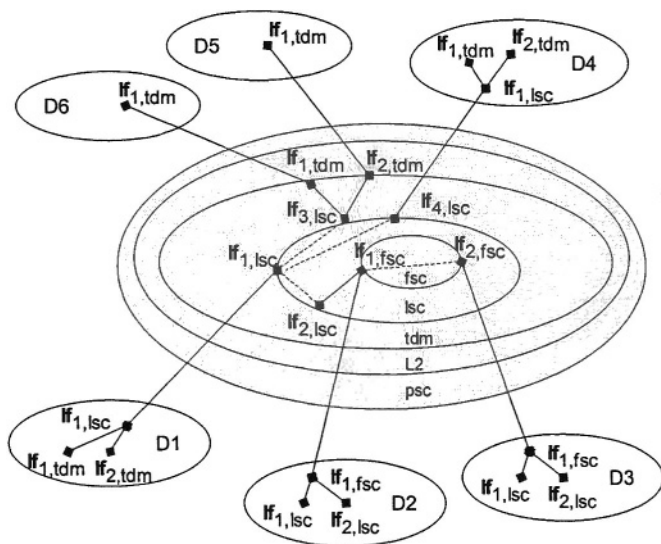 D5
If1,tdm
If1,tdm
If2,tdm
D4
If1,lsc
D6
If1,tdm
If1,tdm
If2,tdm
If3,lsc
If4,lsc
If1,lsc
If1,fsc
If2,fsc
fsc
If2,lsc
lsc
tdm
L2
psc
If1,lsc
D1
If1,tdm
If2,tdm
If1,fsc
D2
If1,lsc
If2,lsc
If1,fsc
D3
If1,lsc
If2,lsc